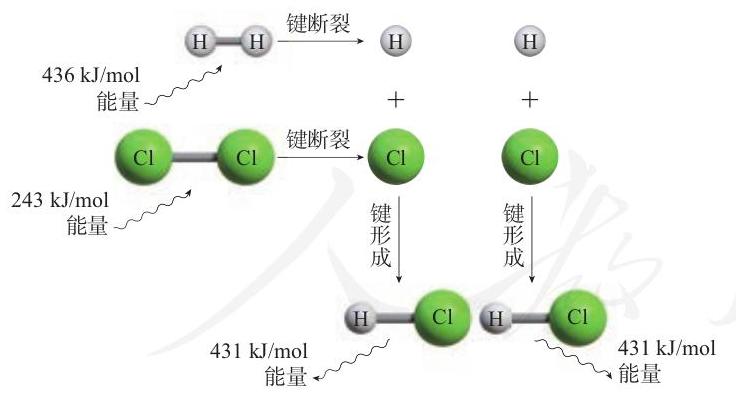 H H 键断裂 H H
436 kJ/mol
能量
+ +
Cl Cl 键断裂 Cl Cl
243 kJ/mol
能量
键形成 键形成
H Cl H Cl
431 kJ/mol
能量
431 kJ/mol
能量
人教